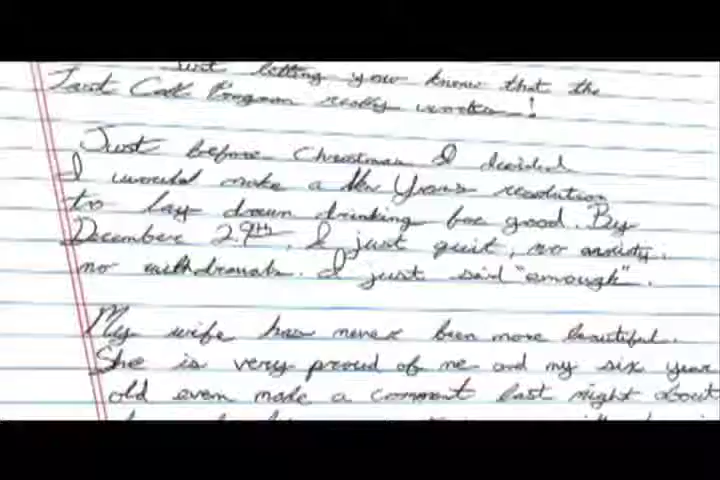 Just letting you know that the
Program really works!
Just before Christmas I decided
I would make a New Years resolution
to lay down drinking for good. By
December 29th, I just quit, no anxiety,
no withdrawals. I just said "enough".
My wife has never been more beautiful.
She is very proud of me and my six year
old even made a comment last night about